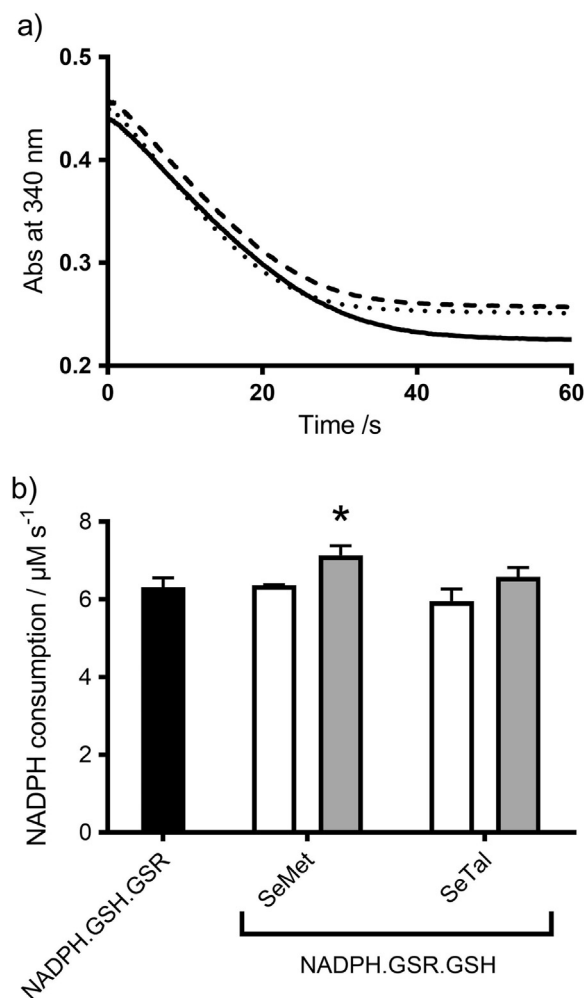 a)
0.5
0.4
0.3
0.2
Abs at 340 nm
0 20 40 60
Time /s
b)
8
6
4
2
0
NADPH consumption / µM s⁻¹
*
NADPH.GSH.GSR
SeMet
SeTal
NADPH.GSR.GSH